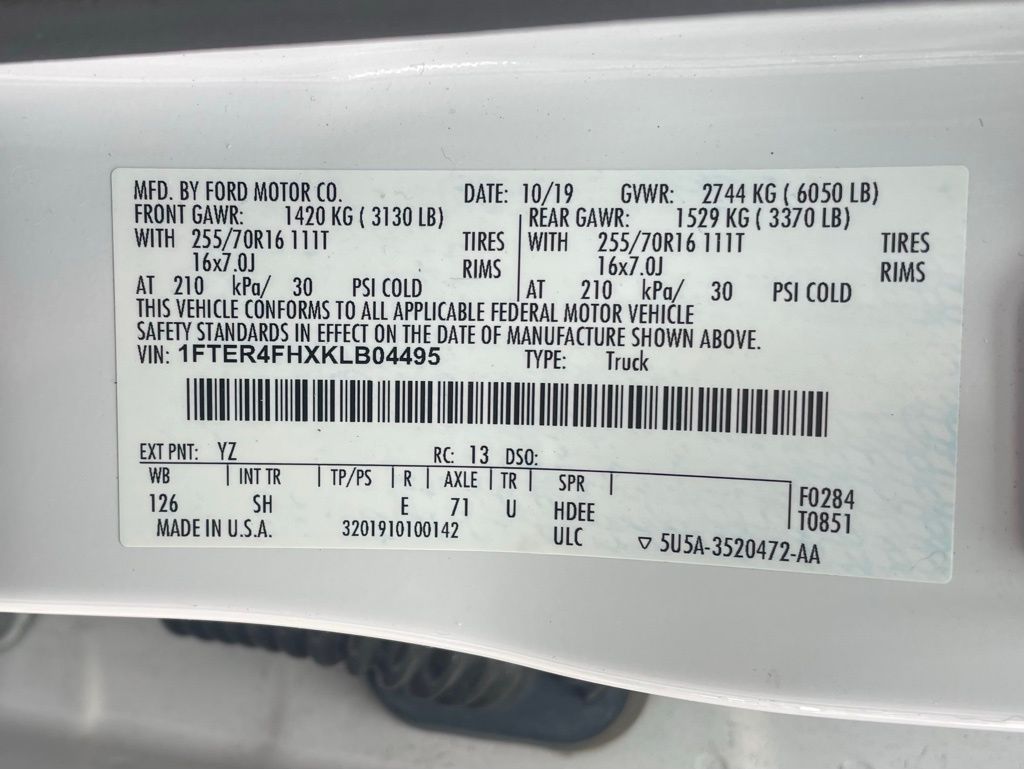 MFD. BY FORD MOTOR CO. DATE: 10/19 GVWR: 2744 KG ( 6050 LB)
FRONT GAWR: 1420 KG ( 3130 LB) REAR GAWR: 1529 KG ( 3370 LB)
WITH 255/70R16 111T TIRES WITH 255/70R16 111T TIRES
16x7.0J RIMS 16x7.0J RIMS
AT 210 kPa/ 30 PSI COLD AT 210 kPa/ 30 PSI COLD
THIS VEHICLE CONFORMS TO ALL APPLICABLE FEDERAL MOTOR VEHICLE
SAFETY STANDARDS IN EFFECT ON THE DATE OF MANUFACTURE SHOWN ABOVE.
VIN: 1FTER4FHXKLB04495 TYPE: Truck
EXT PNT: YZ RC: 13 DSO:
WB INT TR TP/PS R AXLE TR SPR F0284
126 SH E 71 U HDEE T0851
MADE IN U.S.A. 3201910100142 ULC ▽ 5U5A-3520472-AA